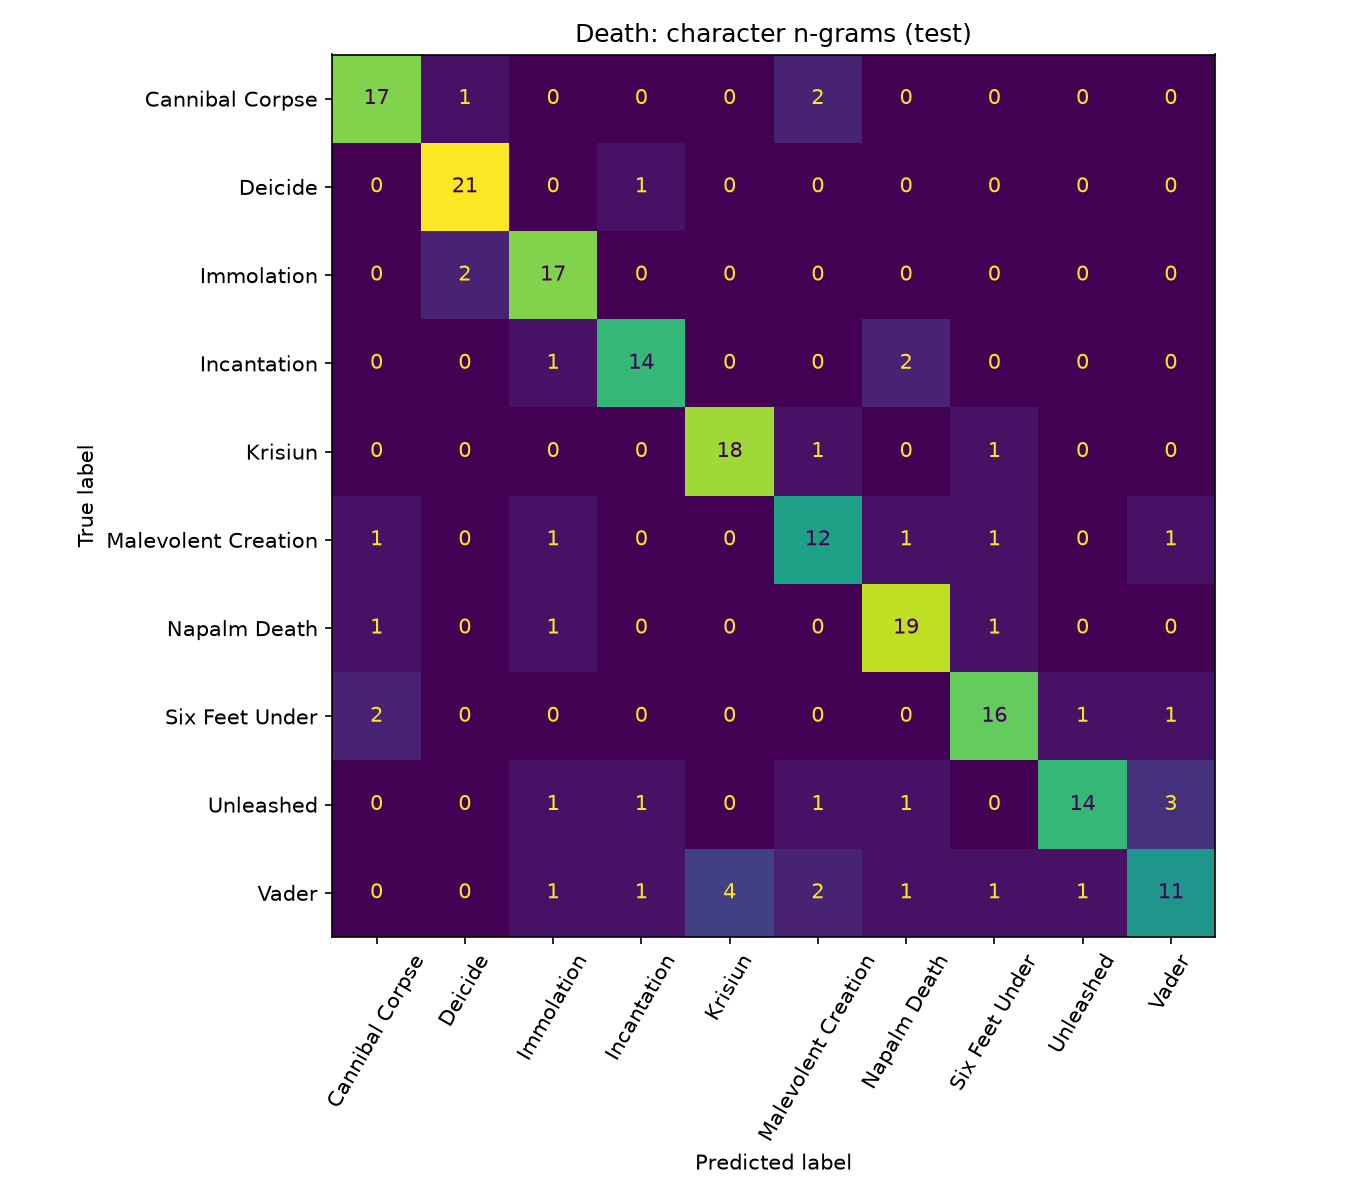 Death: character n-grams (test)
True label
Cannibal Corpse 17 1 0 0 0 2 0 0 0 0
Deicide 0 21 0 1 0 0 0 0 0 0
Immolation 0 2 17 0 0 0 0 0 0 0
Incantation 0 0 1 14 0 0 2 0 0 0
Krisiun 0 0 0 0 18 1 0 1 0 0
Malevolent Creation 1 0 1 0 0 12 1 1 0 1
Napalm Death 1 0 1 0 0 0 19 1 0 0
Six Feet Under 2 0 0 0 0 0 0 16 1 1
Unleashed 0 0 1 1 0 1 1 0 14 3
Vader 0 0 1 1 4 2 1 1 1 11
Cannibal Corpse
Deicide
Immolation
Incantation
Krisiun
Malevolent Creation
Napalm Death
Six Feet Under
Unleashed
Vader
Predicted label